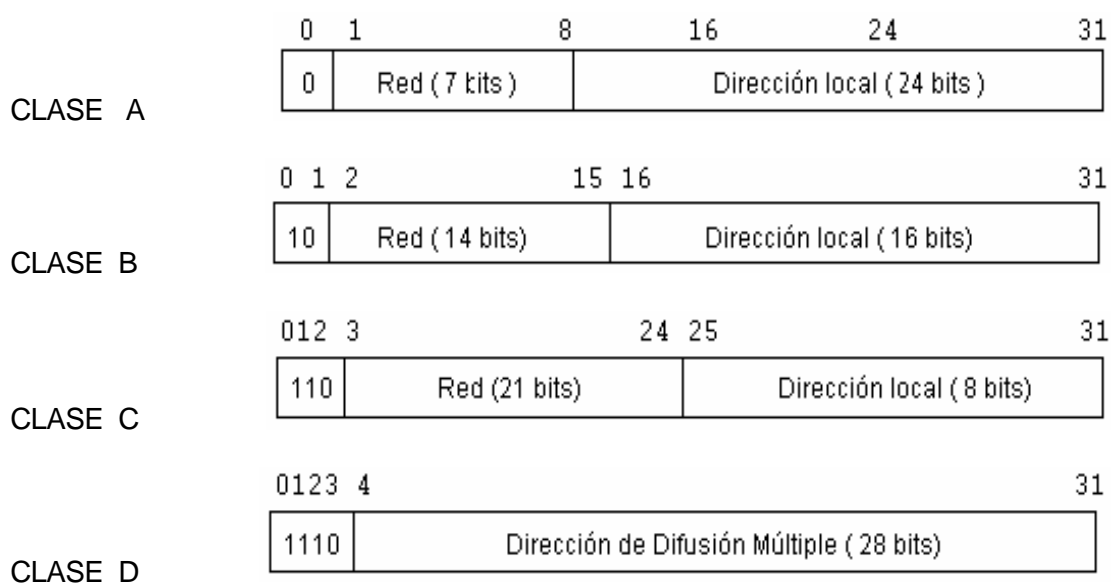 0 1 8 16 24 31
0 Red ( 7 bits ) Dirección local ( 24 bits )
CLASE A
0 1 2 15 16 31
10 Red ( 14 bits) Dirección local ( 16 bits)
CLASE B
012 3 24 25 31
110 Red (21 bits) Dirección local ( 8 bits)
CLASE C
0123 4 31
1110 Dirección de Difusión Múltiple ( 28 bits)
CLASE D